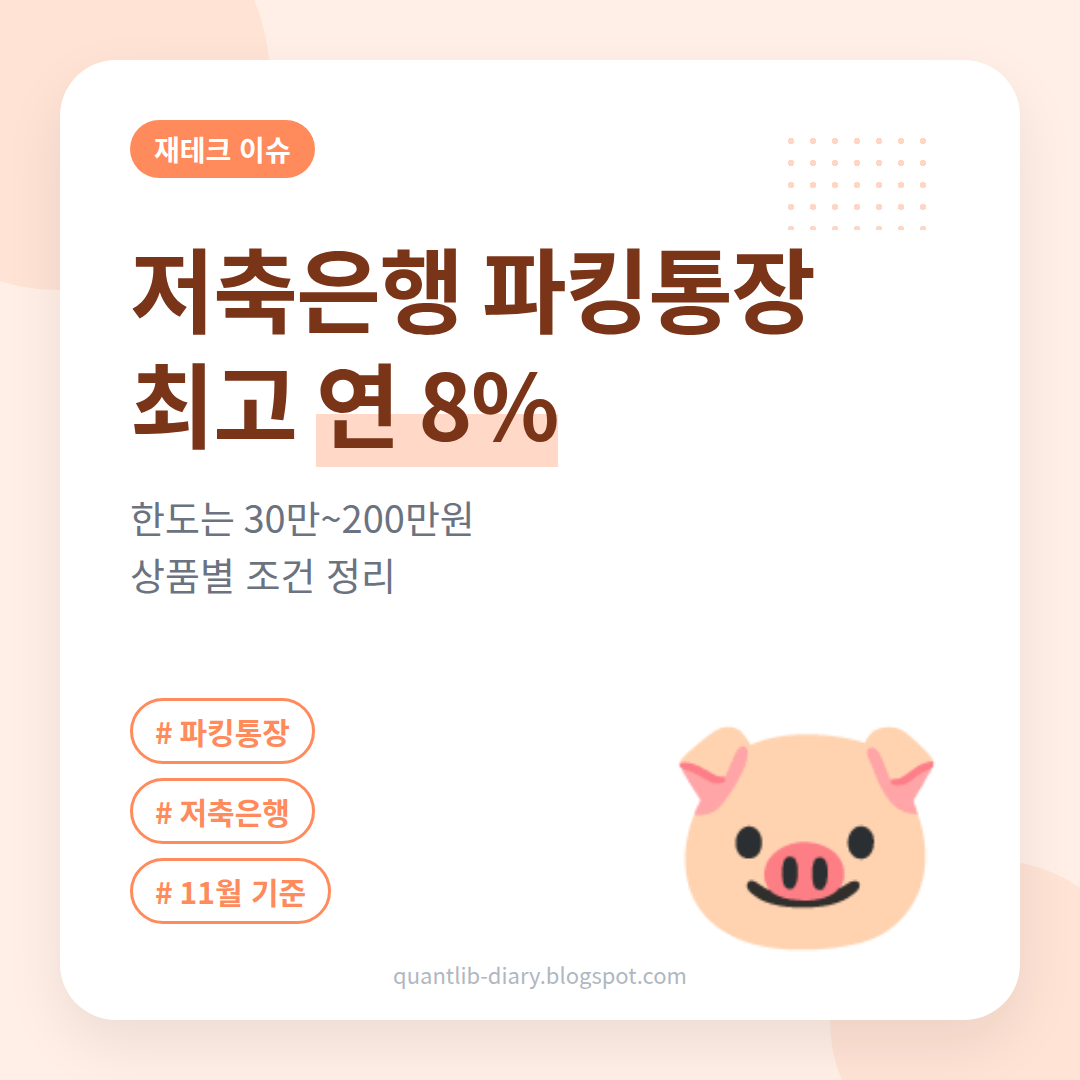 재테크 이슈
저축은행 파킹통장
최고 연 8%
한도는 30만~200만원
상품별 조건 정리
# 파킹통장
# 저축은행
# 11월 기준
quantlib-diary.blogspot.com